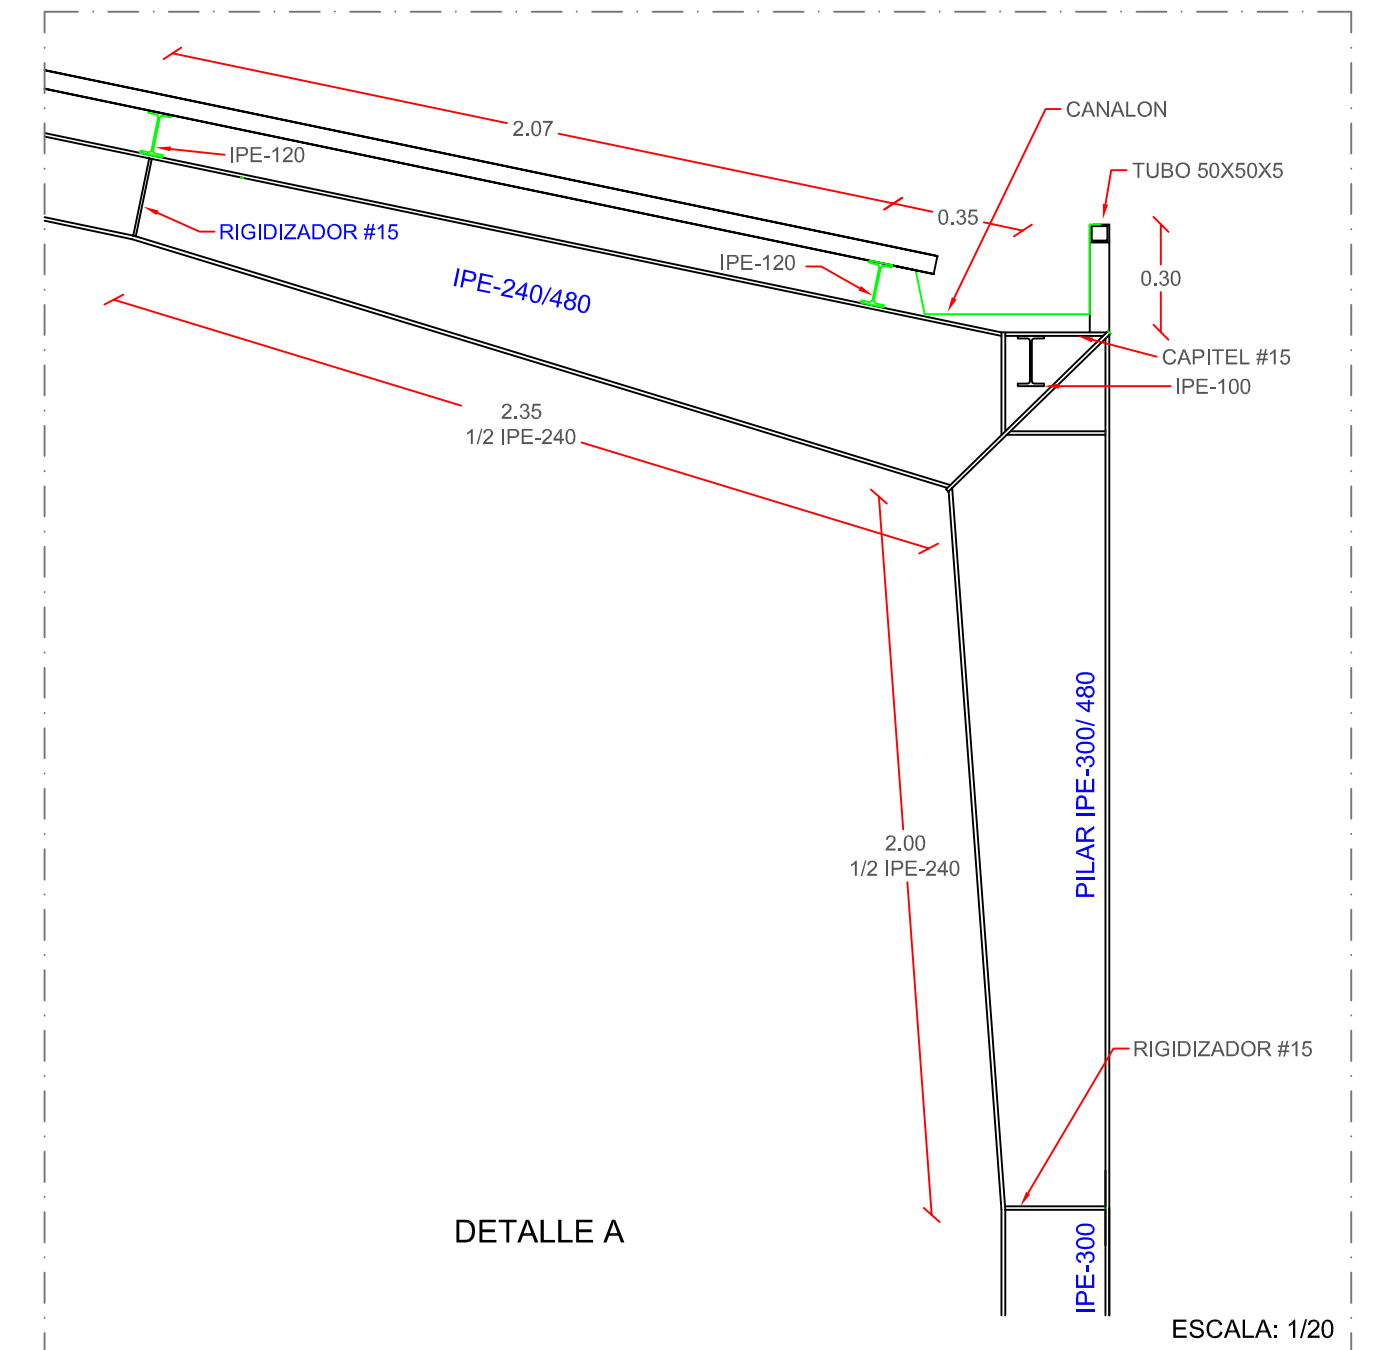 CANALON
2.07
IPE-120
TUBO 50X50X5
0.35
RIGIDIZADOR #15
IPE-120
0.30
IPE-240/480
CAPITEL #15
IPE-100
2.35
1/2 IPE-240
PILAR IPE-300/ 480
2.00
1/2 IPE-240
RIGIDIZADOR #15
DETALLE A
IPE-300
ESCALA: 1/20